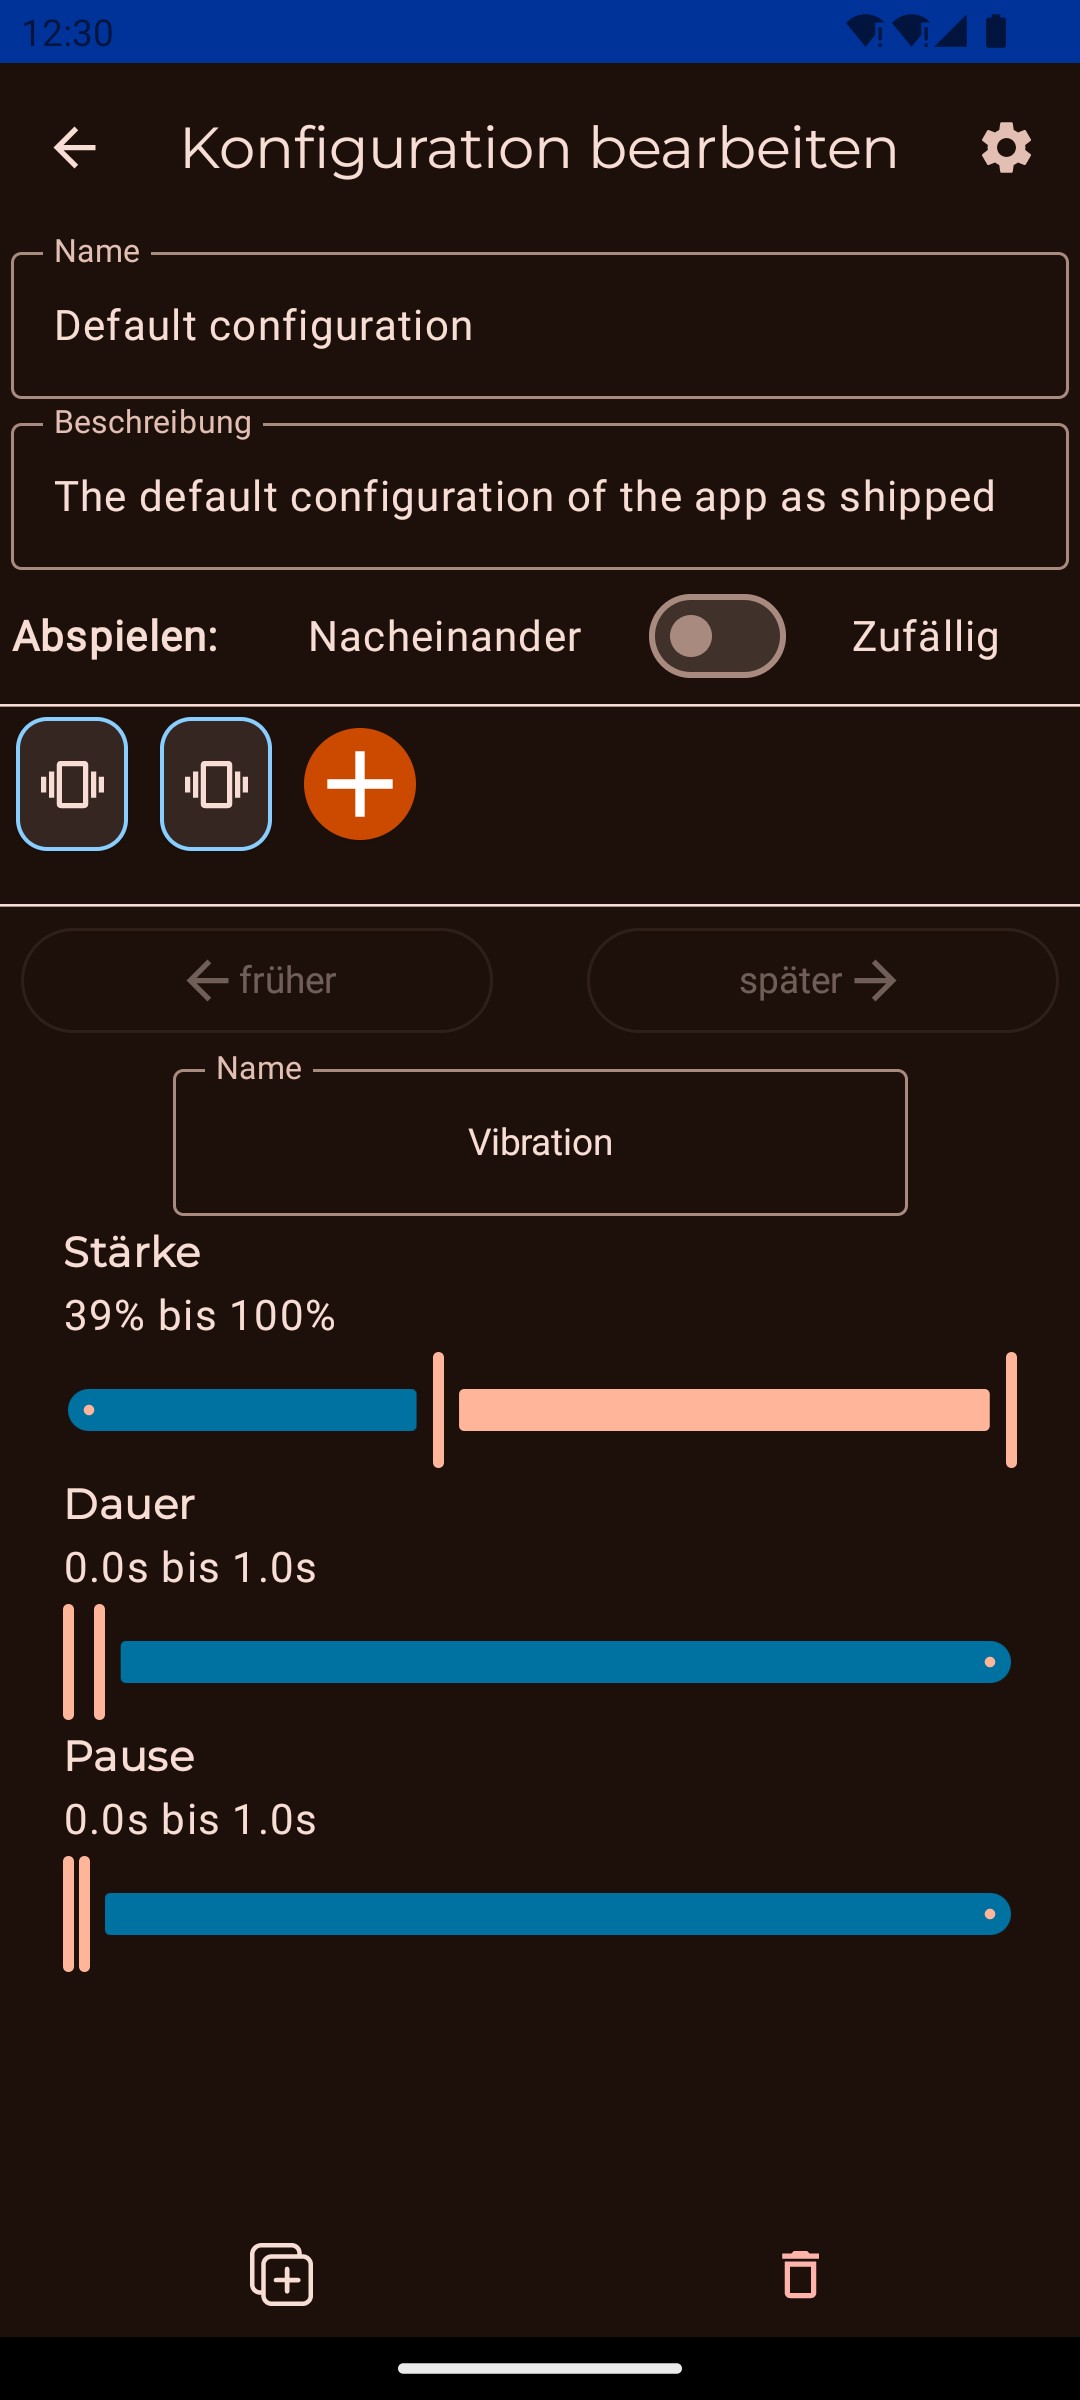 12:30
Konfiguration bearbeiten
Name
Default configuration
Beschreibung
The default configuration of the app as shipped
Abspielen: Nacheinander Zufällig
früher später
Name
Vibration
Stärke
39% bis 100%
Dauer
0.0s bis 1.0s
Pause
0.0s bis 1.0s